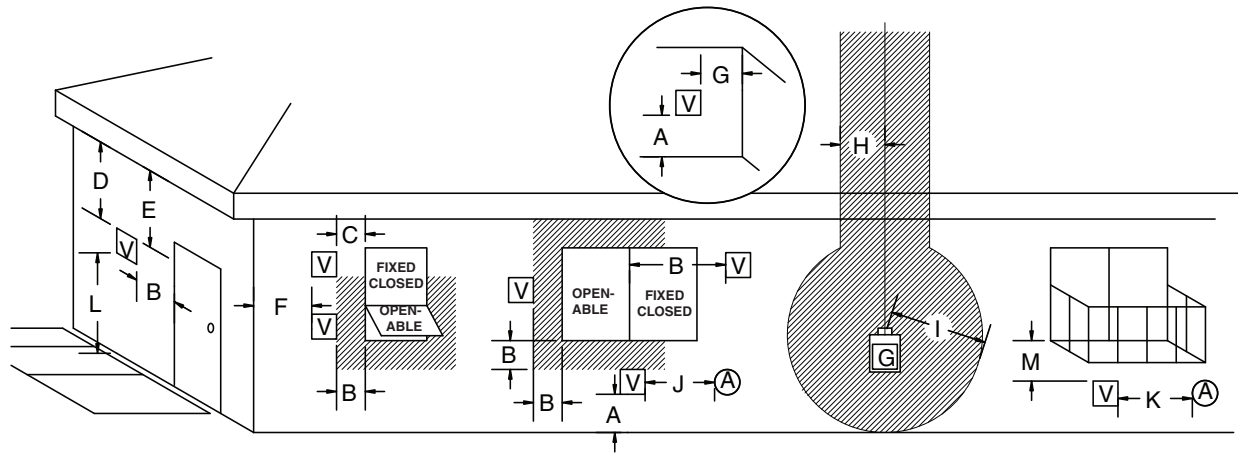 G
V
A
H
D
E
C
V
B
L
V
FIXED
CLOSED
OPEN-
ABLE
F
V
B
V
OPEN-
ABLE
FIXED
CLOSED
B
V
B
B
V
J
A
A
I
G
M
V
K
A